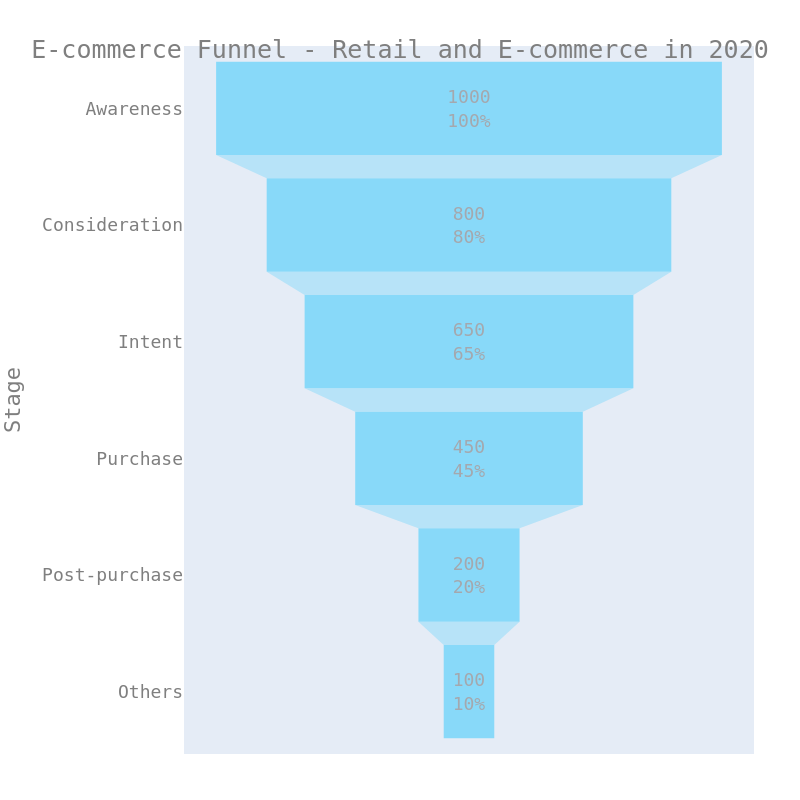 E-commerce Funnel - Retail and E-commerce in 2020
Stage
Awareness
1000
100%
Consideration
800
80%
Intent
650
65%
Purchase
450
45%
Post-purchase
200
20%
Others
100
10%